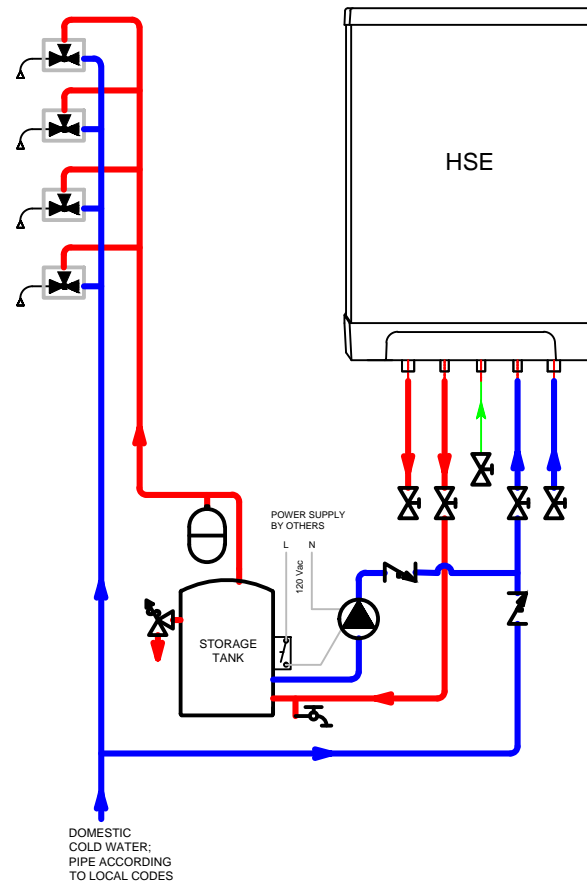 HSE
POWER SUPPLY
BY OTHERS
L N
120 Vac
STORAGE
TANK
DOMESTIC
COLD WATER;
PIPE ACCORDING
TO LOCAL CODES